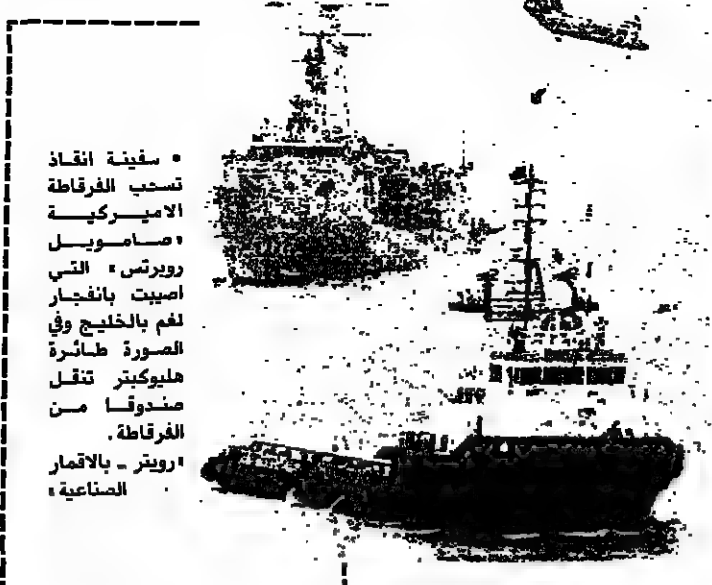 • سفينة انقاذ
تسحب الفرقاطة
الاميركية
«صامويل
روبرتس» التي
اصيبت بانفجار
لغم بالخليج وفي
الصورة طائرة
هليوكبتر تنقل
صندوقا من
الفرقاطة.
«رويتر - بالاقمار
الصناعية»